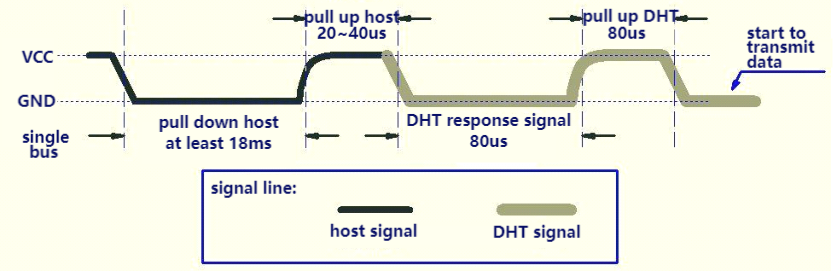 pull up host
20~40us
pull up DHT
80us
start to
transmit
data
VCC
GND
single
bus
pull down host
at least 18ms
DHT response signal
80us
signal line:
host signal
DHT signal